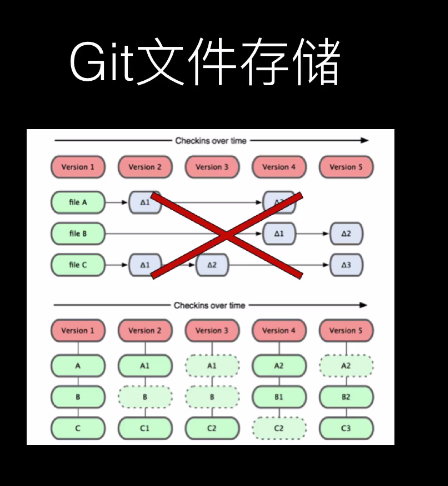 Git文件存储
Checkins over time
Version 1 Version 2 Version 3 Version 4 Version 5
file A Δ1
file B Δ1 Δ2
file C Δ1 Δ2 Δ3
Checkins over time
Version 1 Version 2 Version 3 Version 4 Version 5
A A1 A1 A2 A2
B B B B1 B2
C C1 C2 C2 C3